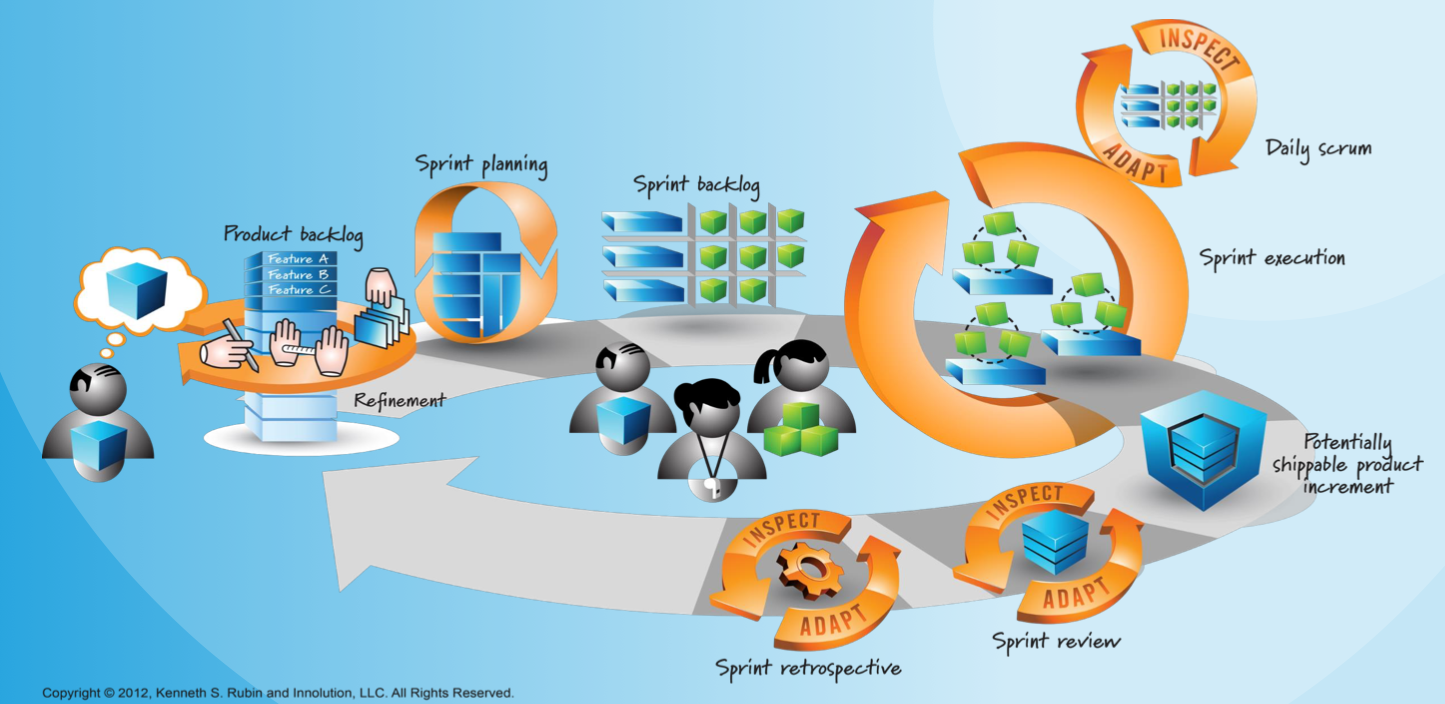 INSPECT
ADAPT
Daily scrum
Sprint planning
Sprint backlog
Product backlog
Feature A
Feature B
Feature C
Sprint execution
Refinement
Potentially
shippable product
increment
INSPECT
ADAPT
Sprint review
INSPECT
ADAPT
Sprint retrospective
Copyright © 2012, Kenneth S. Rubin and Innolution, LLC. All Rights Reserved.